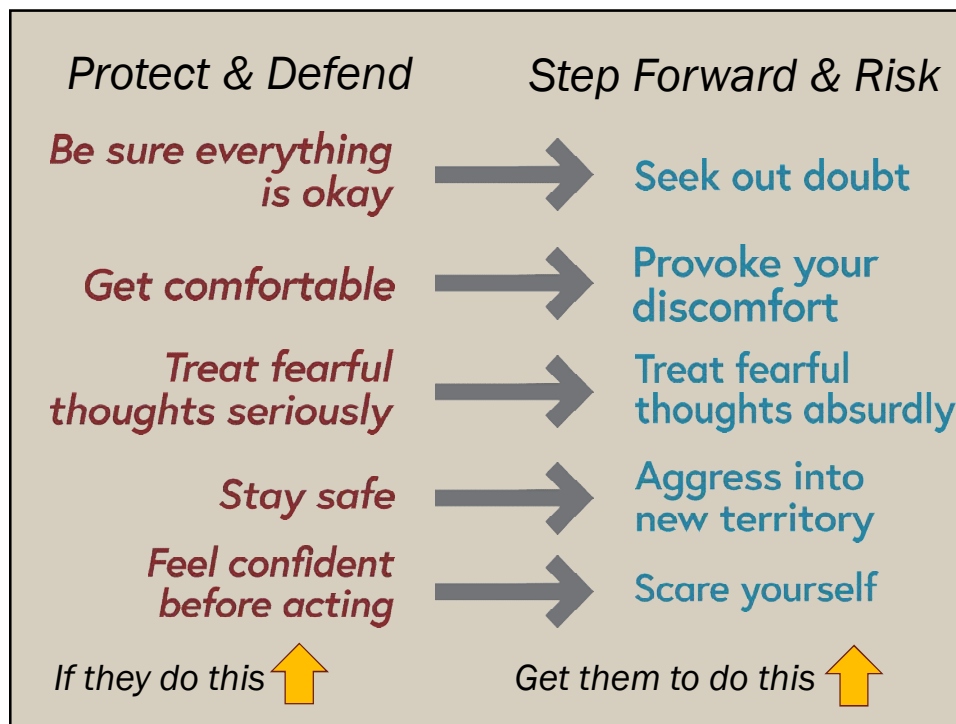 Protect & Defend
Step Forward & Risk
Be sure everything
is okay
Seek out doubt
Get comfortable
Provoke your
discomfort
Treat fearful
thoughts seriously
Treat fearful
thoughts absurdly
Stay safe
Aggress into
new territory
Feel confident
before acting
Scare yourself
If they do this
Get them to do this